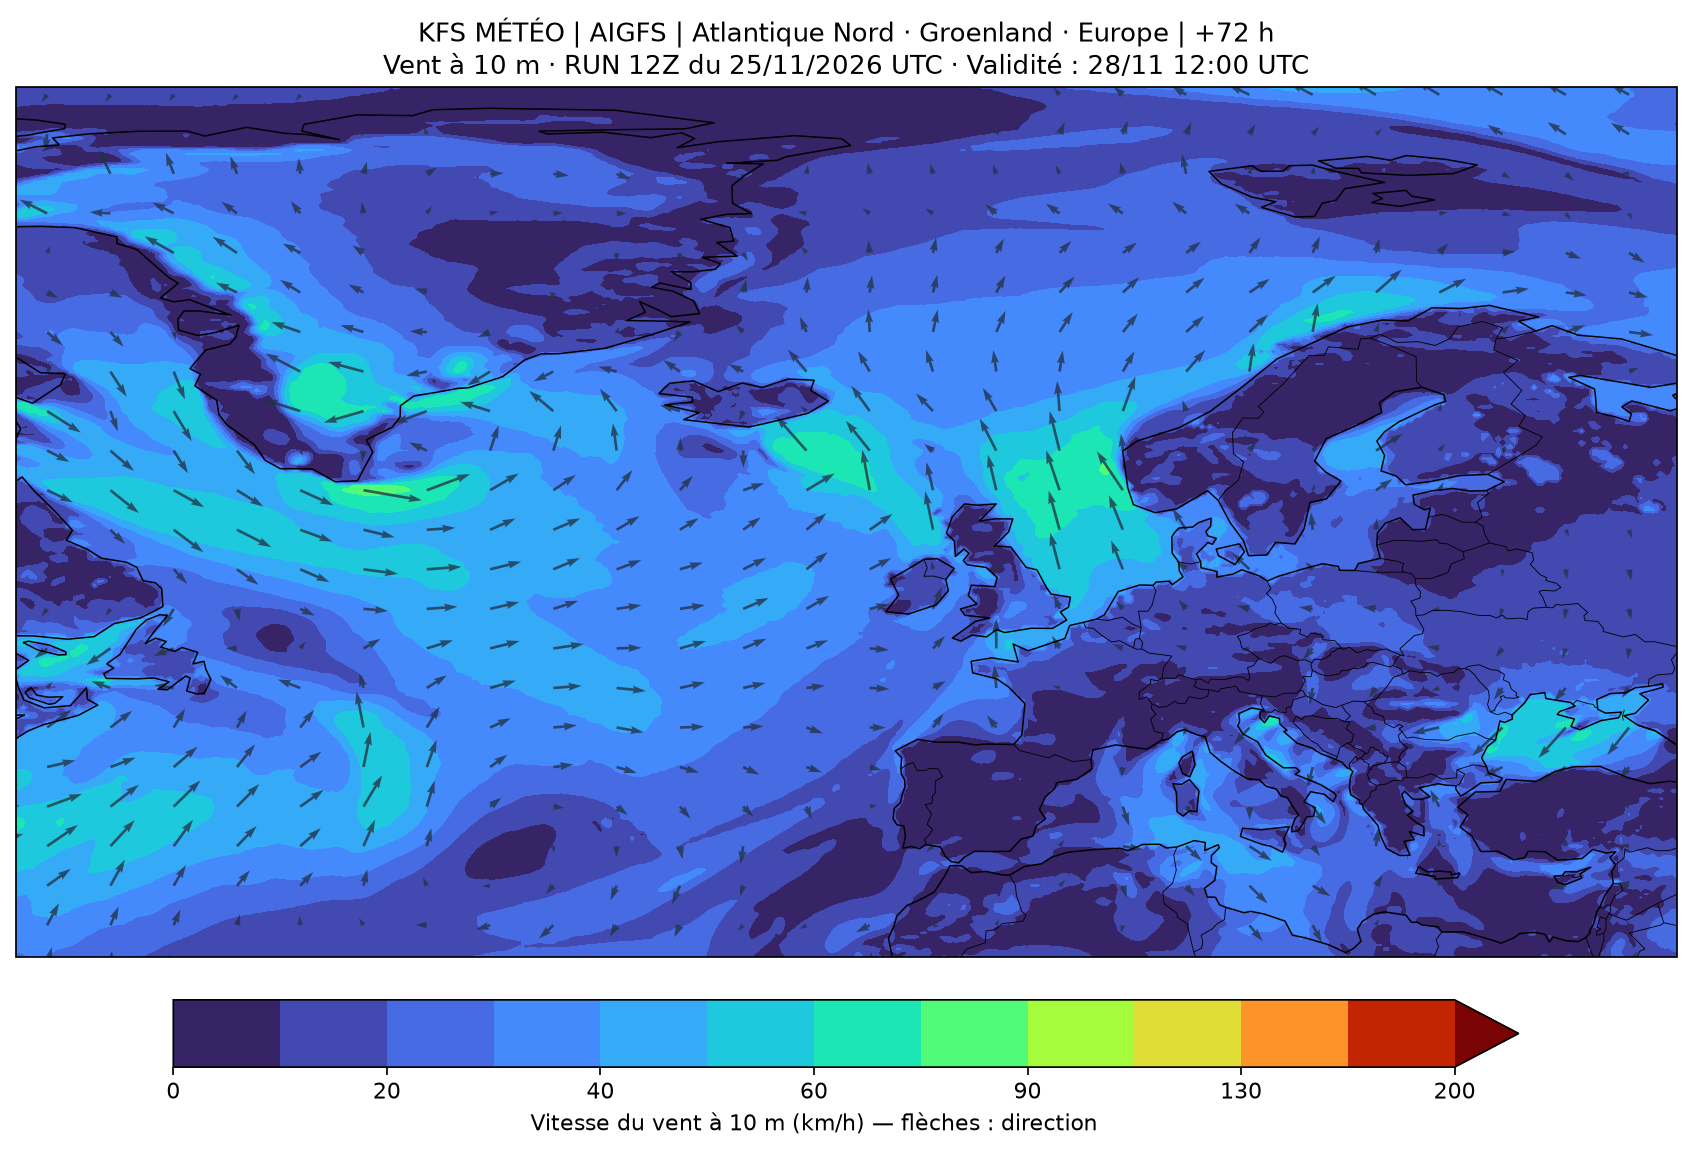 KFS MÉTÉO | AIGFS | Atlantique Nord · Groenland · Europe | +72 h
Vent à 10 m · RUN 12Z du 25/11/2026 UTC · Validité : 28/11 12:00 UTC
0 20 40 60 90 130 200
Vitesse du vent à 10 m (km/h) — flèches : direction